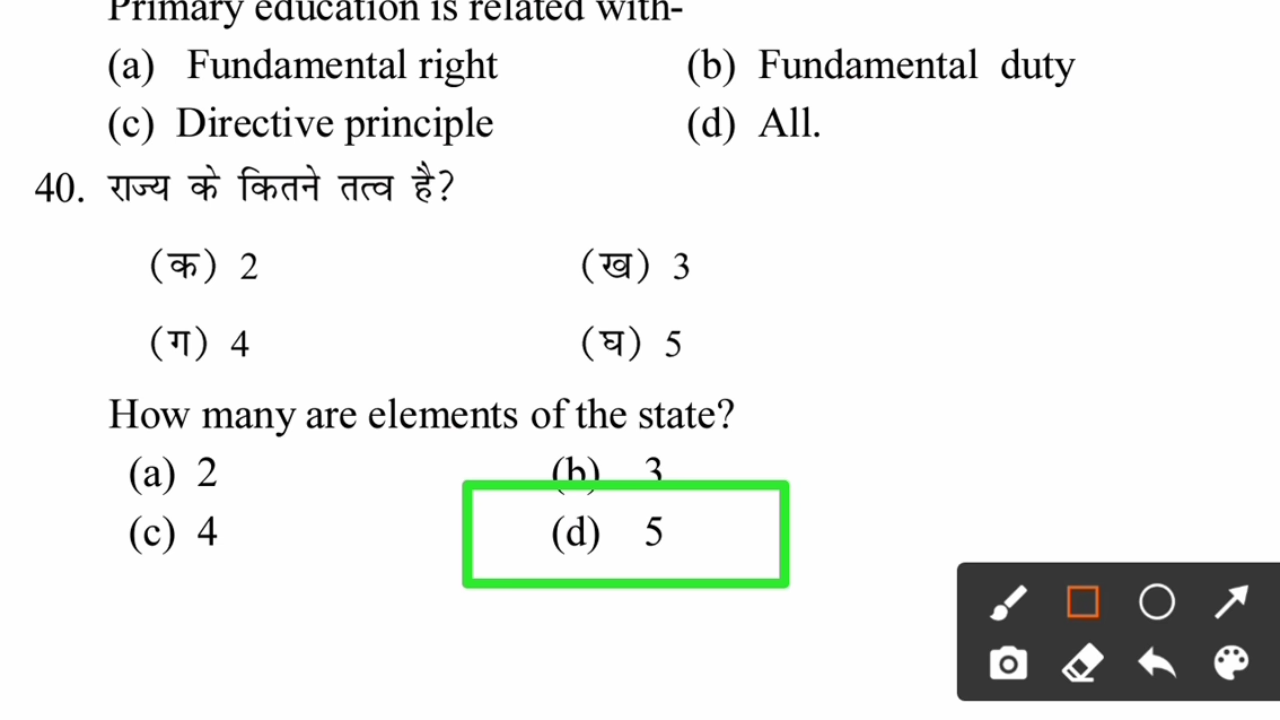 Primary education is related with-
(a) Fundamental right (b) Fundamental duty
(c) Directive principle (d) All.
40. राज्य के कितने तत्व है?
(क) 2 (ख) 3
(ग) 4 (घ) 5
How many are elements of the state?
(a) 2 (b) 3
(c) 4 (d) 5